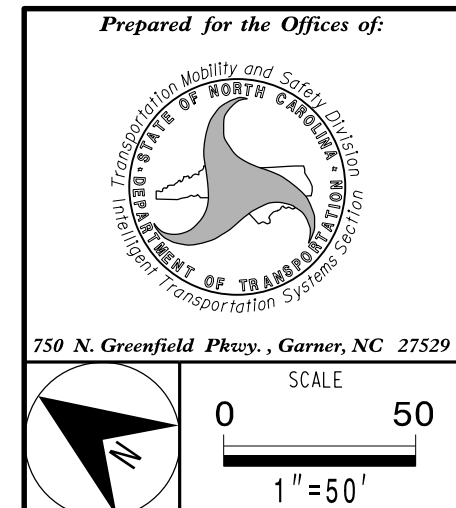 Prepared for the Offices of:
Transportation Mobility and Safety Division
STATE OF NORTH CAROLINA
DEPARTMENT OF TRANSPORTATION
Intelligent Transportation Systems Section
750 N. Greenfield Pkwy. , Garner, NC 27529
N
SCALE
0 50
1"=50'